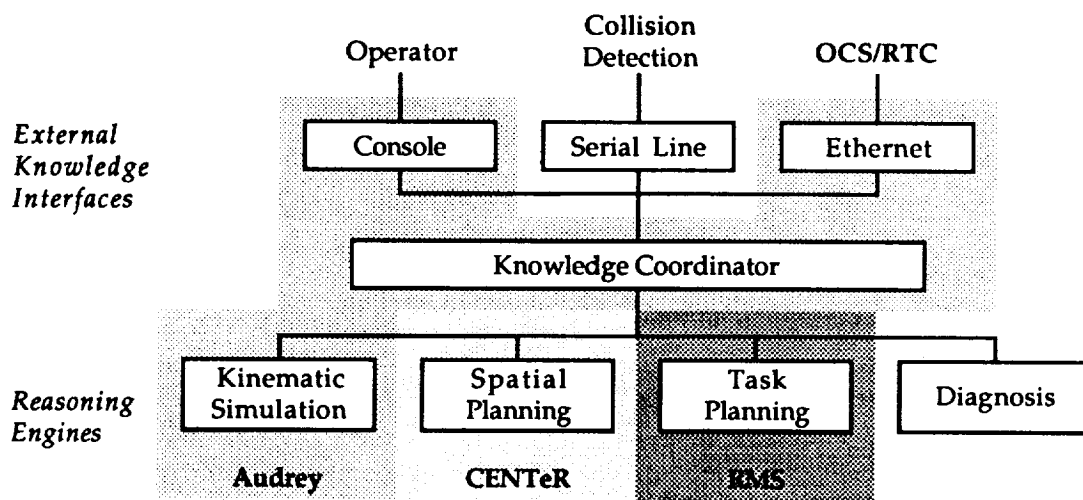 Operator
Collision
Detection
OCS/RTC
External
Knowledge
Interfaces
Console
Serial Line
Ethernet
Knowledge Coordinator
Reasoning
Engines
Kinematic
Simulation
Spatial
Planning
Task
Planning
Diagnosis
Audrey
CENTeR
RMS